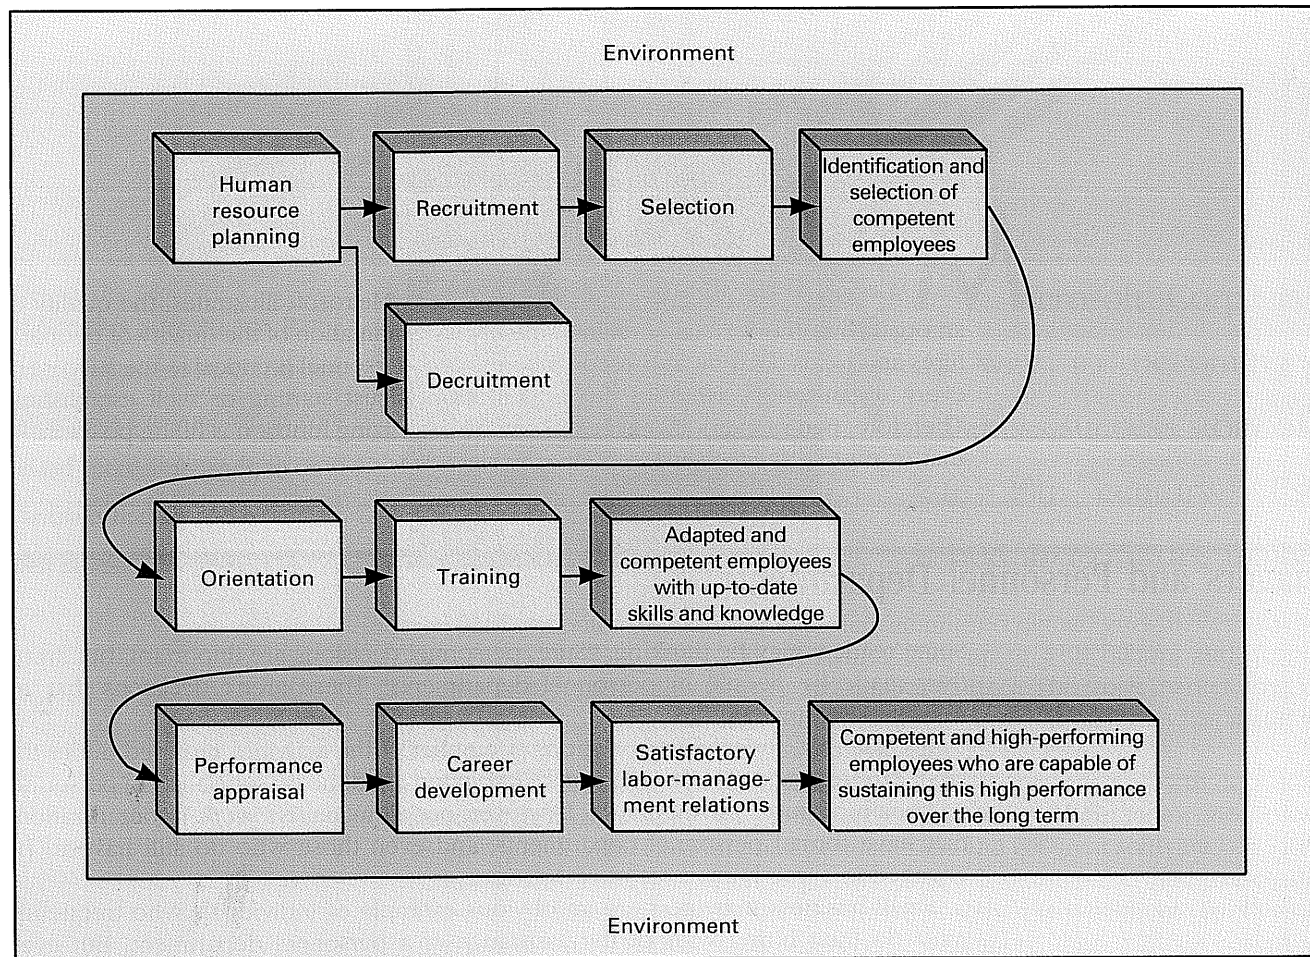 Environment
Human
resource
planning
Recruitment
Selection
Identification and
selection of
competent
employees
Decruitment
Orientation
Training
Adapted and
competent employees
with up-to-date
skills and knowledge
Performance
appraisal
Career
development
Satisfactory
labor-manage-
ment relations
Competent and high-performing
employees who are capable of
sustaining this high performance
over the long term
Environment